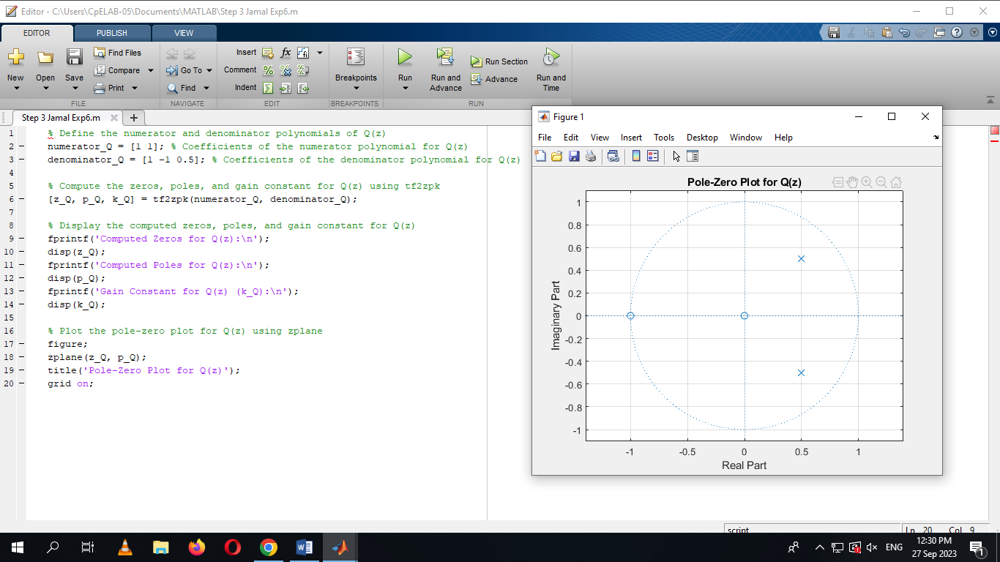 Editor - C:\Users\CpELAB-05\Documents\MATLAB\Step 3 Jamal Exp6.m
EDITOR PUBLISH VIEW
New Open Save Find Files Compare Print
FILE
Go To Find
NAVIGATE
Insert fx
Comment
Indent
EDIT
Breakpoints
BREAKPOINTS
Run Run and Advance Run Section Advance Run and Time
RUN
Step 3 Jamal Exp6.m
1 % Define the numerator and denominator polynomials of Q(z)
2 numerator_Q = [1 1]; % Coefficients of the numerator polynomial for Q(z)
3 denominator_Q = [1 -1 0.5]; % Coefficients of the denominator polynomial for Q(z)
4
5 % Compute the zeros, poles, and gain constant for Q(z) using tf2zpk
6 [z_Q, p_Q, k_Q] = tf2zpk(numerator_Q, denominator_Q);
7
8 % Display the computed zeros, poles, and gain constant for Q(z)
9 fprintf('Computed Zeros for Q(z):\n');
10 disp(z_Q);
11 fprintf('Computed Poles for Q(z):\n');
12 disp(p_Q);
13 fprintf('Gain Constant for Q(z) (k_Q):\n');
14 disp(k_Q);
15
16 % Plot the pole-zero plot for Q(z) using zplane
17 figure;
18 zplane(z_Q, p_Q);
19 title('Pole-Zero Plot for Q(z)');
20 grid on;
Figure 1
File Edit View Insert Tools Desktop Window Help
Pole-Zero Plot for Q(z)
1
0.8
0.6
0.4
0.2
0
-0.2
-0.4
-0.6
-0.8
-1
Imaginary Part
-1 -0.5 0 0.5 1
Real Part
script Ln 20 Col 9
ENG
12:30 PM
27 Sep 2023
1